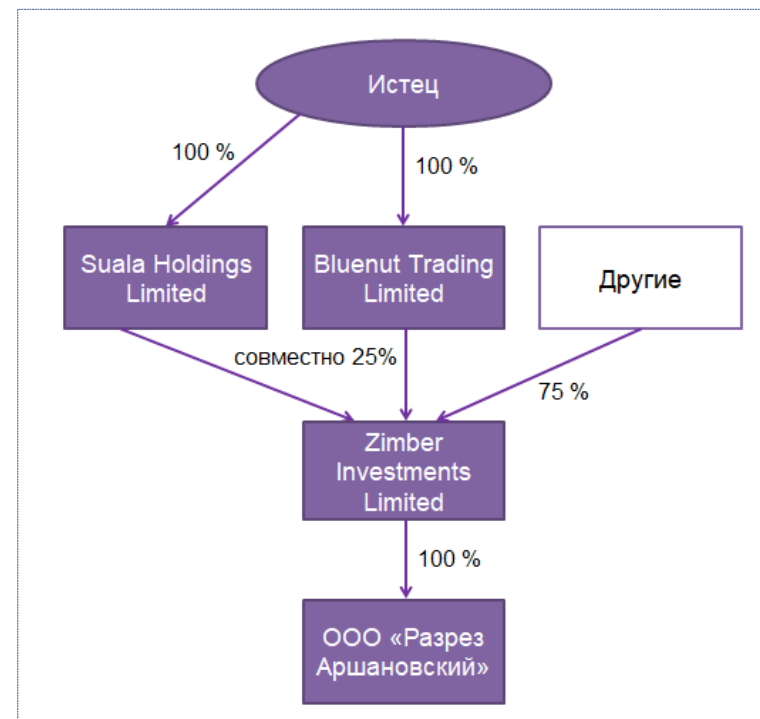 Истец
100 %
100 %
Suala Holdings
Limited
Bluenut Trading
Limited
Другие
совместно 25%
75 %
Zimber
Investments
Limited
100 %
ООО «Разрез
Аршановский»